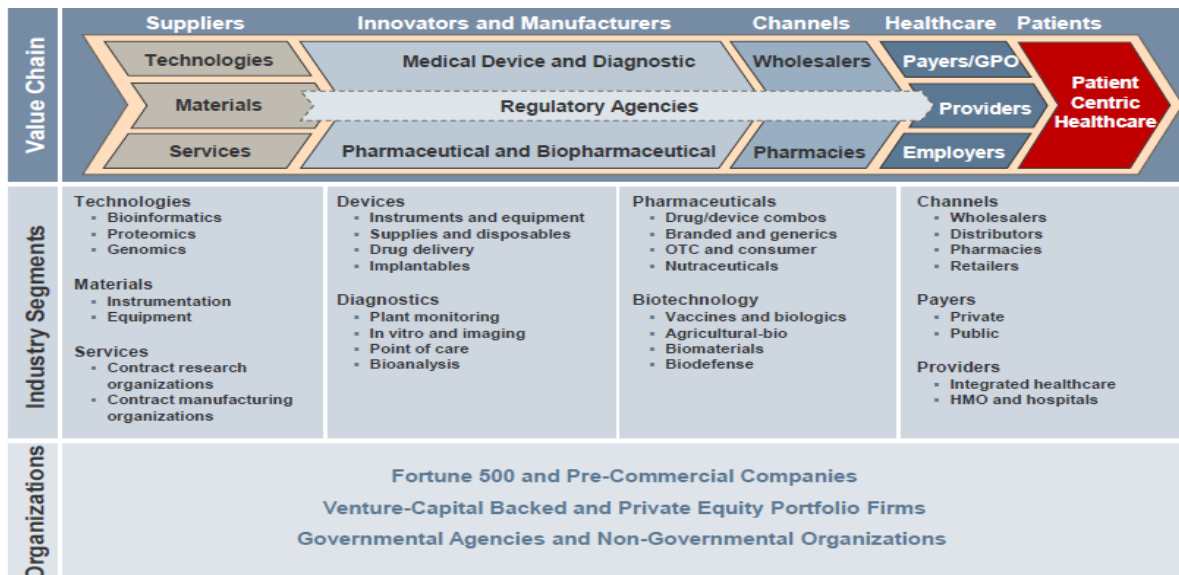 Suppliers
Innovators and Manufacturers
Channels
Healthcare
Patients
Value Chain
Technologies
Materials
Services
Medical Device and Diagnostic
Regulatory Agencies
Pharmaceutical and Biopharmaceutical
Wholesalers
Pharmacies
Payers/GPO
Providers
Employers
Patient
Centric
Healthcare
Industry Segments
Technologies
▪ Bioinformatics
▪ Proteomics
▪ Genomics
Materials
▪ Instrumentation
▪ Equipment
Services
▪ Contract research
organizations
▪ Contract manufacturing
organizations
Devices
▪ Instruments and equipment
▪ Supplies and disposables
▪ Drug delivery
▪ Implantables
Diagnostics
▪ Plant monitoring
▪ In vitro and imaging
▪ Point of care
▪ Bioanalysis
Pharmaceuticals
▪ Drug/device combos
▪ Branded and generics
▪ OTC and consumer
▪ Nutraceuticals
Biotechnology
▪ Vaccines and biologics
▪ Agricultural-bio
▪ Biomaterials
▪ Biodefense
Channels
▪ Wholesalers
▪ Distributors
▪ Pharmacies
▪ Retailers
Payers
▪ Private
▪ Public
Providers
▪ Integrated healthcare
▪ HMO and hospitals
Organizations
Fortune 500 and Pre-Commercial Companies
Venture-Capital Backed and Private Equity Portfolio Firms
Governmental Agencies and Non-Governmental Organizations